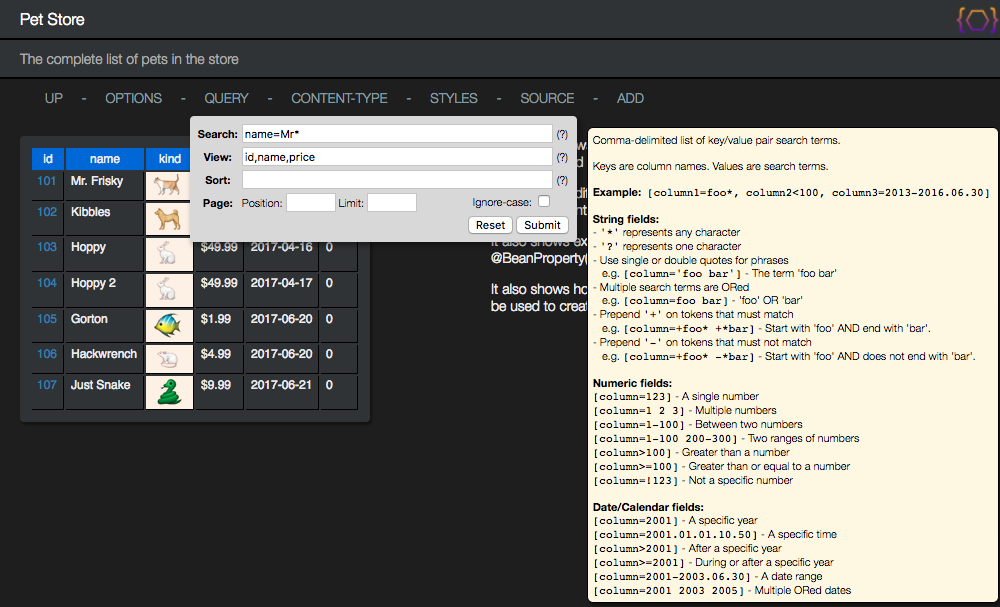 Pet Store
The complete list of pets in the store
UP - OPTIONS - QUERY - CONTENT-TYPE - STYLES - SOURCE - ADD
Search: name=Mr* (?)
View: id,name,price (?)
Sort: (?)
Page: Position: Limit: Ignore-case:
Reset Submit
id name kind
101 Mr. Frisky
102 Kibbles
103 Hoppy $49.99 2017-04-16 0
104 Hoppy 2 $49.99 2017-04-17 0
105 Gorton $1.99 2017-06-20 0
106 Hackwrench $4.99 2017-06-20 0
107 Just Snake $9.99 2017-06-21 0
It also shows ex
@BeanProperty(
It also shows ho
be used to creat
Comma-delimited list of key/value pair search terms.
Keys are column names. Values are search terms.
Example: [column1=foo*, column2<100, column3=2013-2016.06.30]
String fields:
- '*' represents any character
- '?' represents one character
- Use single or double quotes for phrases
e.g. [column='foo bar'] - The term 'foo bar'
- Multiple search terms are ORed
e.g. [column=foo bar] - 'foo' OR 'bar'
- Prepend '+' on tokens that must match
e.g. [column=+foo* +*bar] - Start with 'foo' AND end with 'bar'.
- Prepend '-' on tokens that must not match
e.g. [column=+foo* -*bar] - Start with 'foo' AND does not end with 'bar'.
Numeric fields:
[column=123] - A single number
[column=1 2 3] - Multiple numbers
[column=1-100] - Between two numbers
[column=1-100 200-300] - Two ranges of numbers
[column>100] - Greater than a number
[column>=100] - Greater than or equal to a number
[column=!123] - Not a specific number
Date/Calendar fields:
[column=2001] - A specific year
[column=2001.01.01.10.50] - A specific time
[column>2001] - After a specific year
[column>=2001] - During or after a specific year
[column=2001-2003.06.30] - A date range
[column=2001 2003 2005] - Multiple ORed dates